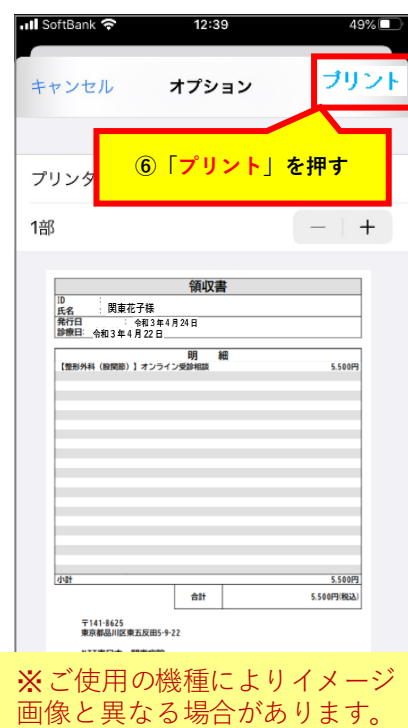 SoftBank 12:39 49%
キャンセル オプション プリント
⑥「プリント」を押す
プリンタ
1部 − +
領収書
ID :
氏名 : 関東花子様
発行日 : 令和3年4月24日
診療日: 令和3年4月22日
明 細
【整形外科（股関節）】オンライン受診相談 5,500円
小計 5,500円
合計 5,500円(税込)
〒141-8625
東京都品川区東五反田5-9-22
※ご使用の機種によりイメージ
画像と異なる場合があります。